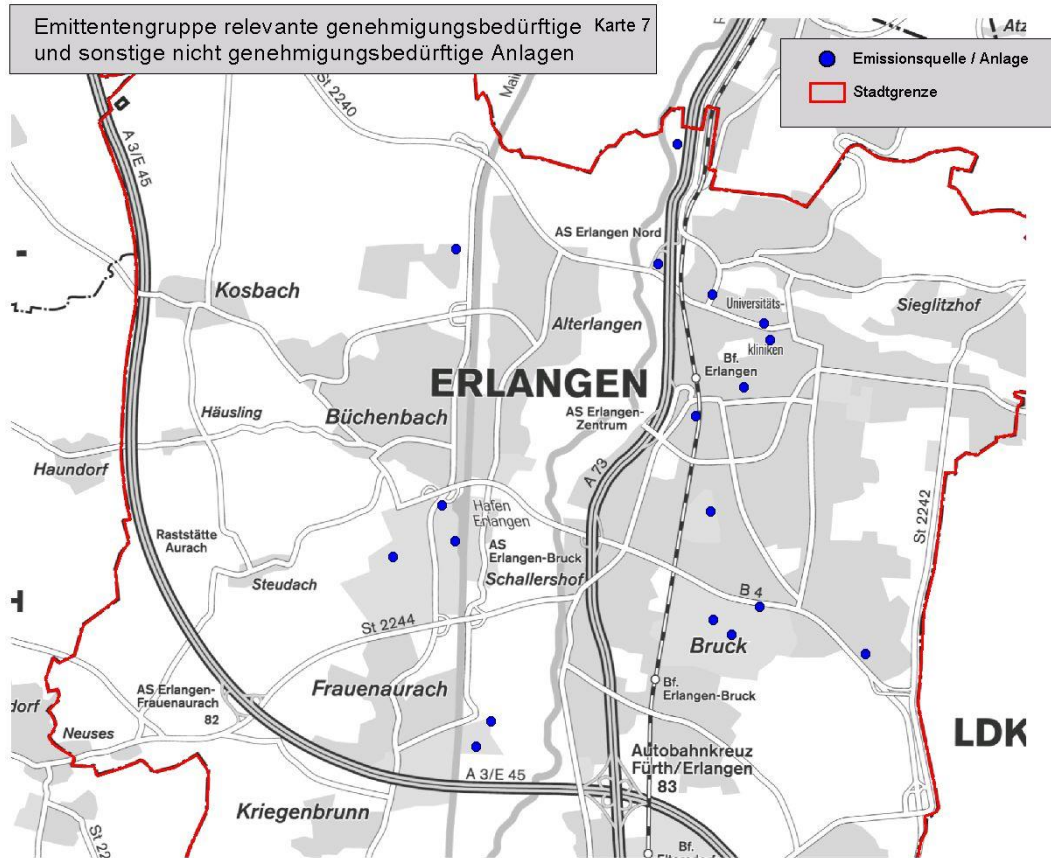 Emittentengruppe relevante genehmigungsbedürftige Karte 7
und sonstige nicht genehmigungsbedürftige Anlagen
Emissionsquelle / Anlage
Stadtgrenze
A 3/E 45
St 2240
AS Erlangen Nord
Kosbach
Alterlangen
Universitäts-
kliniken
Sieglitzhof
Bf.
Erlangen
ERLANGEN
Büchenbach
Häusling
AS Erlangen-
Zentrum
Haundorf
A 73
St 2242
Hafen
Erlangen
Raststätte
Aurach
AS
Erlangen-Bruck
Schallershof
Steudach
B 4
St 2244
Bruck
Frauenaurach
Bf.
Erlangen-Bruck
AS Erlangen-
Frauenaurach
82
Neuses
LDK
Autobahnkreuz
Fürth/Erlangen
83
A 3/E 45
Kriegenbrunn
Bf.